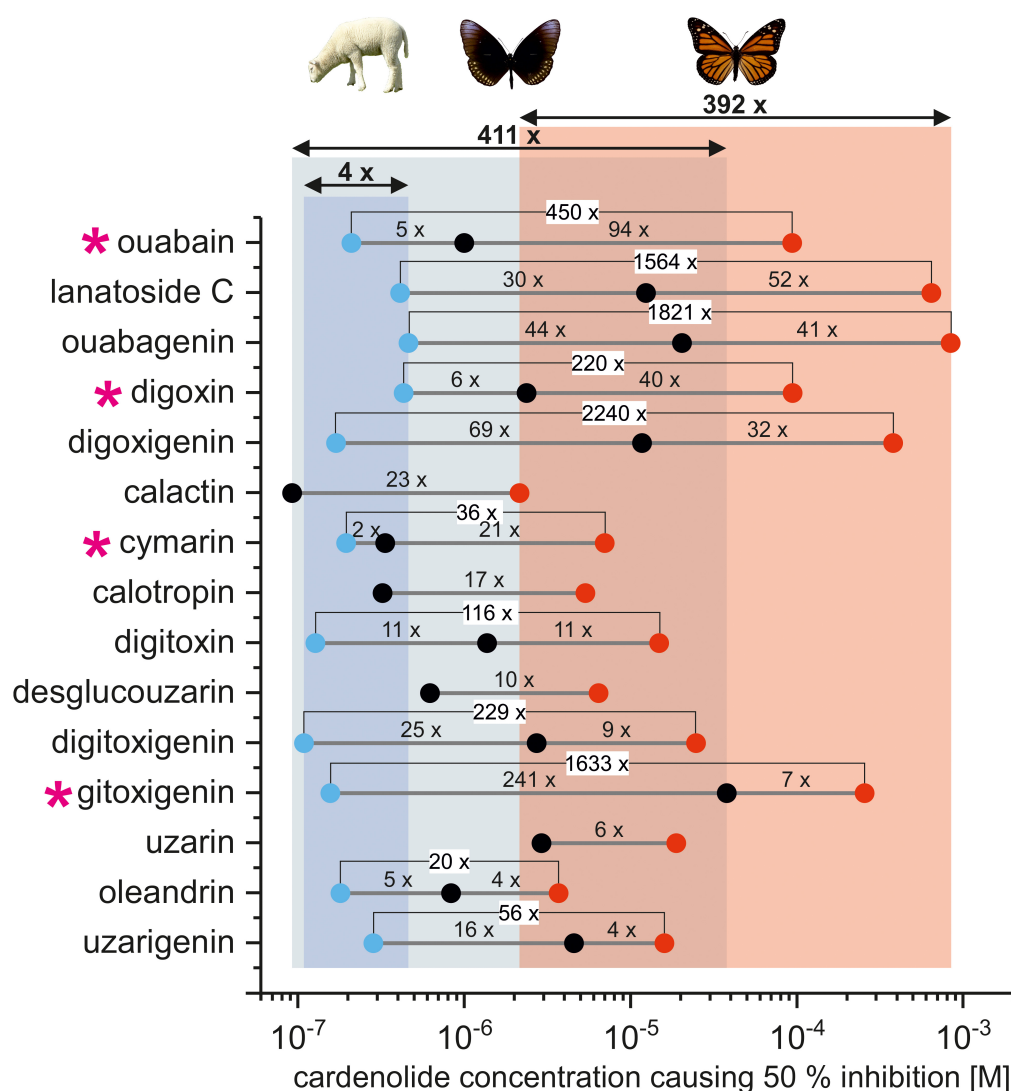 392 x
411 x
4 x
450 x
* ouabain 5 x 94 x
1564 x
lanatoside C 30 x 52 x
1821 x
ouabagenin 44 x 41 x
220 x
* digoxin 6 x 40 x
2240 x
digoxigenin 69 x 32 x
calactin 23 x
36 x
* cymarin 2 x 21 x
calotropin 17 x
116 x
digitoxin 11 x 11 x
desglucouzarin 10 x
229 x
digitoxigenin 25 x 9 x
1633 x
* gitoxigenin 241 x 7 x
uzarin 6 x
20 x
oleandrin 5 x 4 x
56 x
uzarigenin 16 x 4 x
10⁻⁷ 10⁻⁶ 10⁻⁵ 10⁻⁴ 10⁻³
cardenolide concentration causing 50 % inhibition [M]